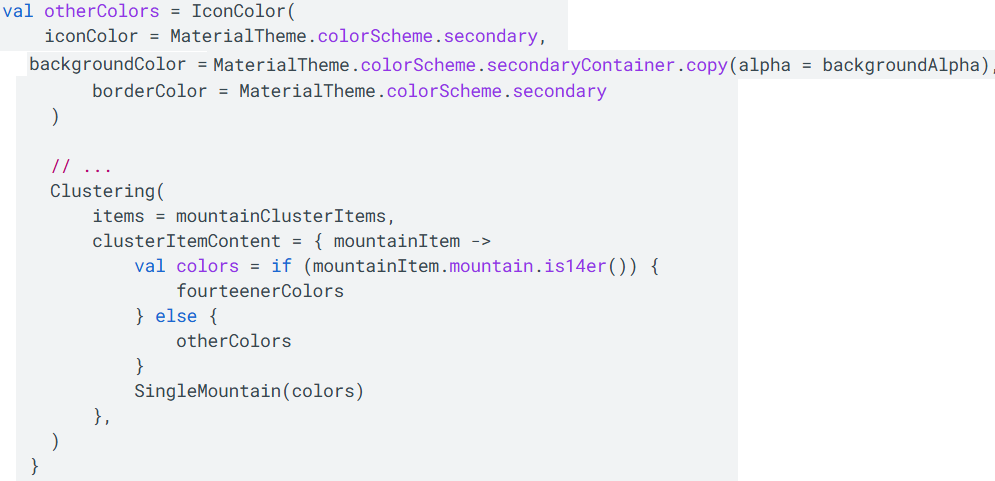 val otherColors = IconColor(
    iconColor = MaterialTheme.colorScheme.secondary,
backgroundColor = MaterialTheme.colorScheme.secondaryContainer.copy(alpha = backgroundAlpha),
        borderColor = MaterialTheme.colorScheme.secondary
    )

    // ...
    Clustering(
        items = mountainClusterItems,
        clusterItemContent = { mountainItem ->
            val colors = if (mountainItem.mountain.is14er()) {
                fourteenerColors
            } else {
                otherColors
            }
            SingleMountain(colors)
        },
    )
  }